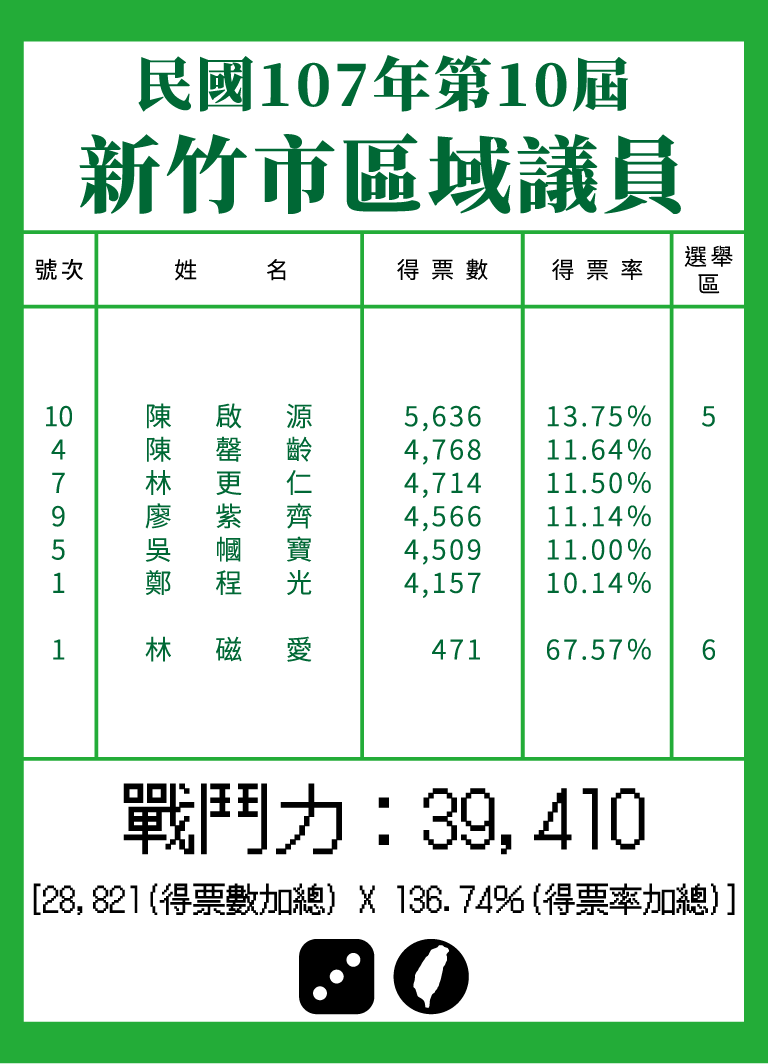 民國107年第10屆
新竹市區域議員
號次 姓 名 得票數 得票率 選舉區
10 陳啟源 5,636 13.75% 5
4 陳罄齡 4,768 11.64%
7 林更仁 4,714 11.50%
9 廖紫齊 4,566 11.14%
5 吳幗寶 4,509 11.00%
1 鄭程光 4,157 10.14%
1 林磁愛 471 67.57% 6
戰鬥力：39,410
[28,821(得票數加總) X 136.74%(得票率加總)]